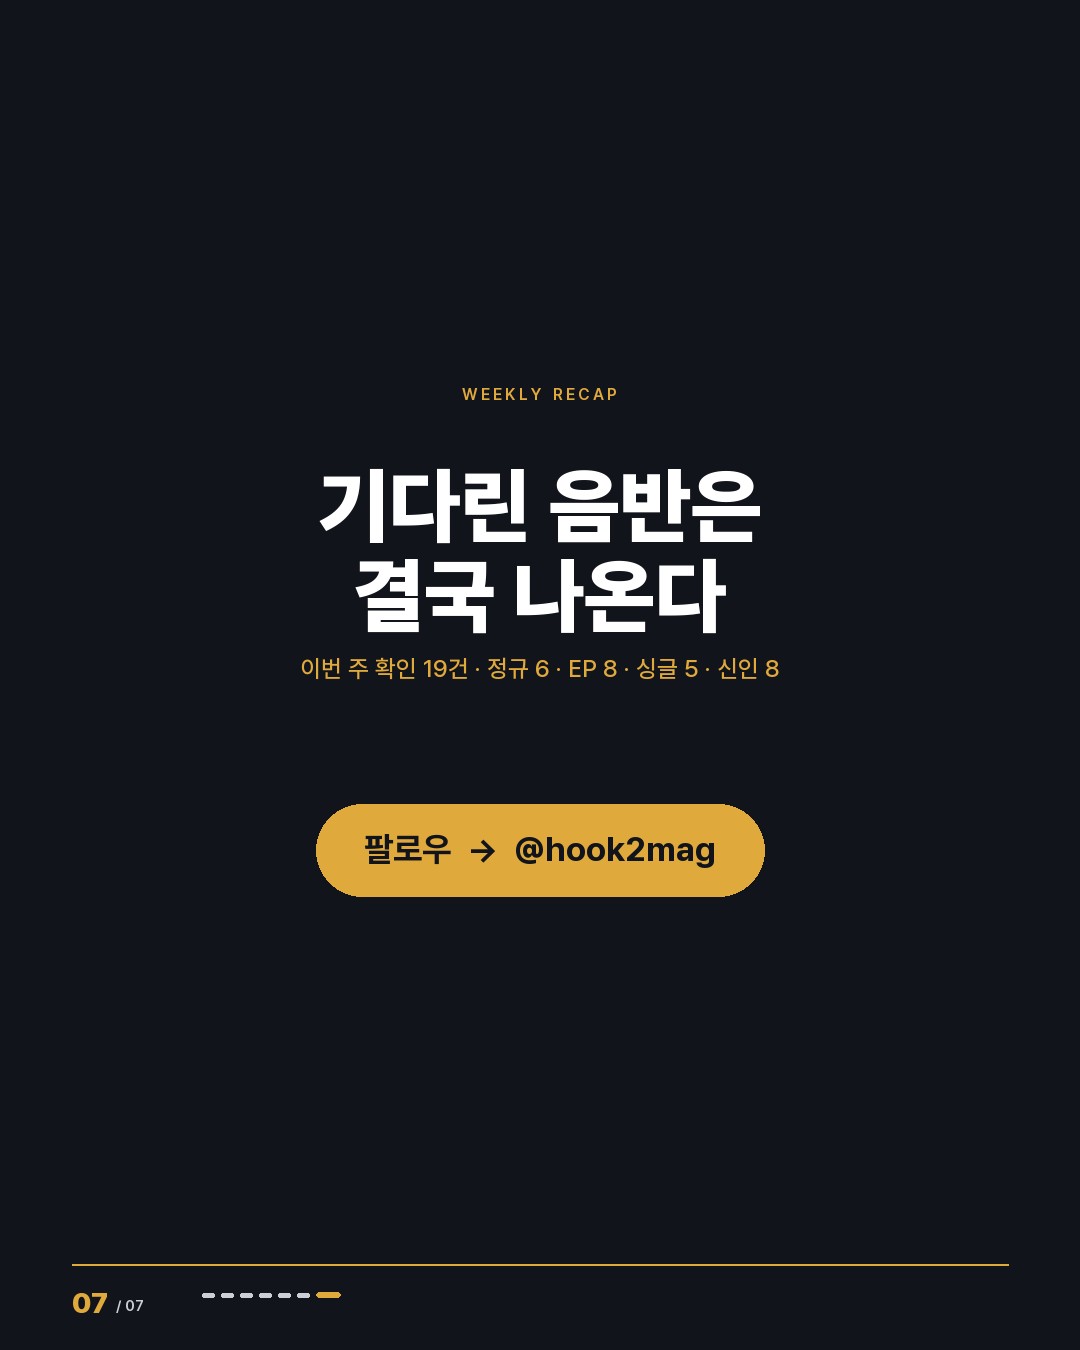 WEEKLY RECAP
기다린 음반은
결국 나온다
이번 주 확인 19건 · 정규 6 · EP 8 · 싱글 5 · 신인 8
팔로우 → @hook2mag
07 / 07